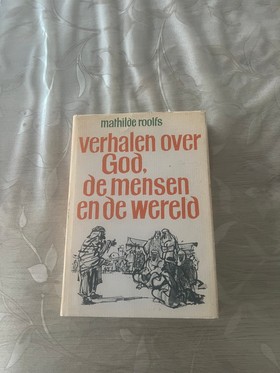 mathilde roolfs
verhalen over
God,
de mensen
en de wereld